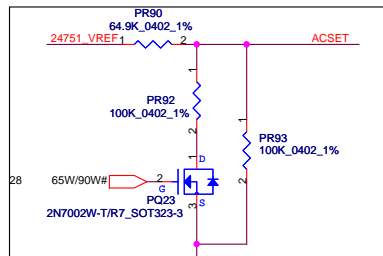 PR90
64.9K_0402_1%
24751_VREF 1 2 ACSET
1 PR92
100K_0402_1%
2
1 PR93
100K_0402_1%
2
1 D
28 65W/90W# 2 G
PQ23 3 S
2N7002W-T/R7_SOT323-3